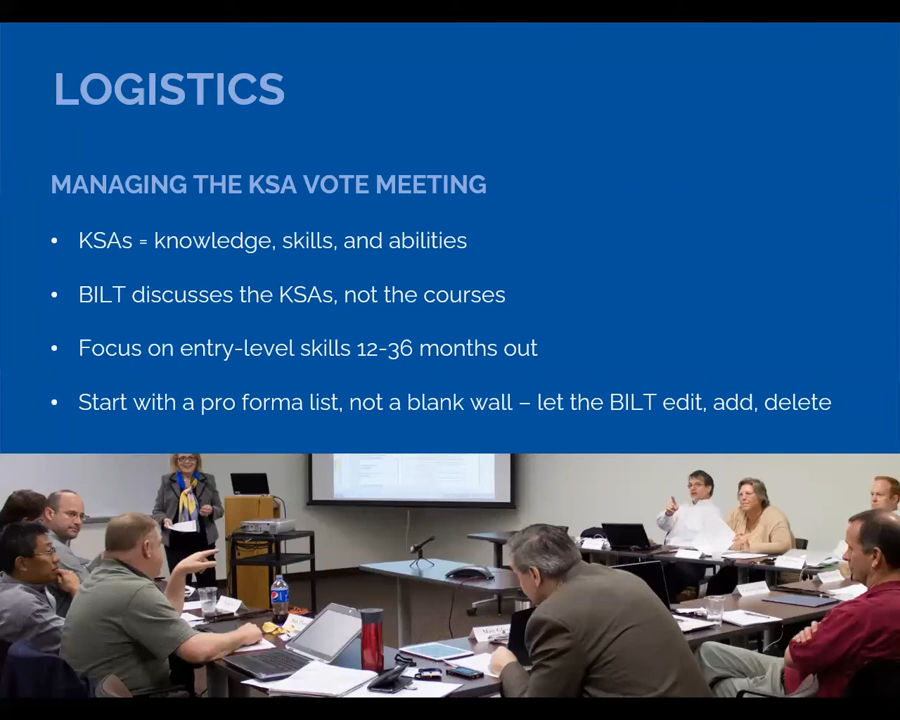 LOGISTICS
MANAGING THE KSA VOTE MEETING
• KSAs = knowledge, skills, and abilities
• BILT discusses the KSAs, not the courses
• Focus on entry-level skills 12-36 months out
• Start with a pro forma list, not a blank wall – let the BILT edit, add, delete